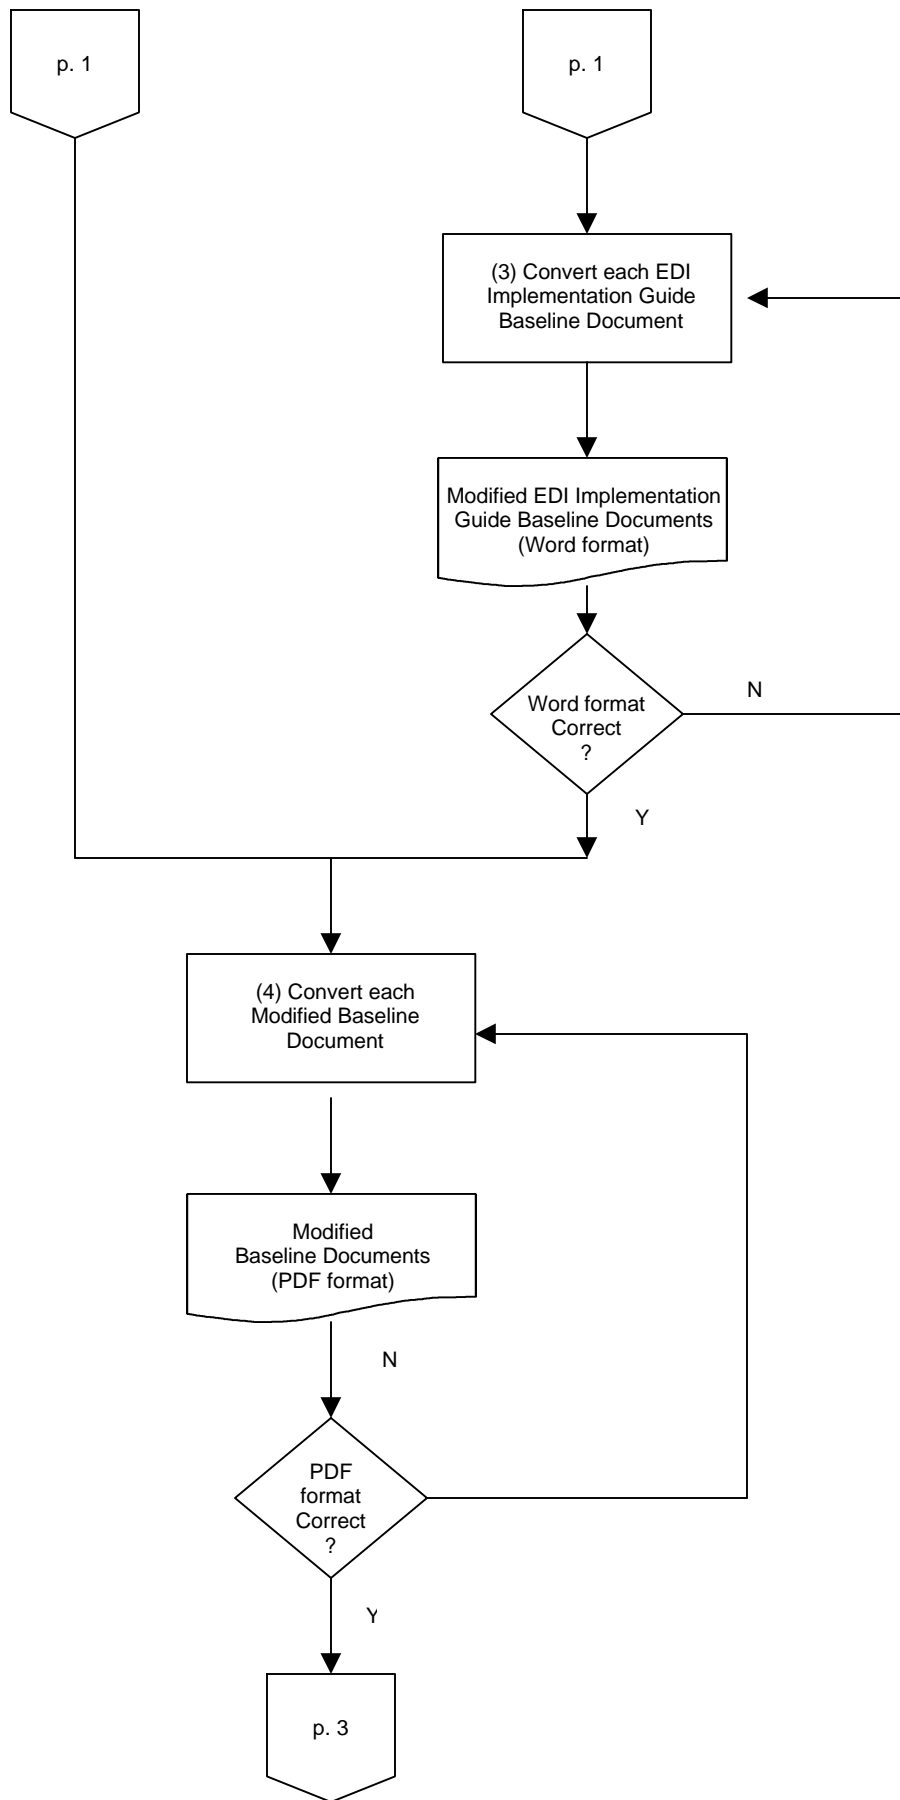 p. 1
p. 1
(3) Convert each EDI
Implementation Guide
Baseline Document
Modified EDI Implementation
Guide Baseline Documents
(Word format)
Word format
Correct
?
N
Y
(4) Convert each
Modified Baseline
Document
Modified
Baseline Documents
(PDF format)
N
PDF
format
Correct
?
Y
p. 3